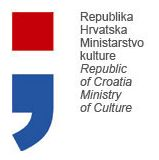 Republika
Hrvatska
Ministarstvo
kulture
Republic
of Croatia
Ministry
of Culture